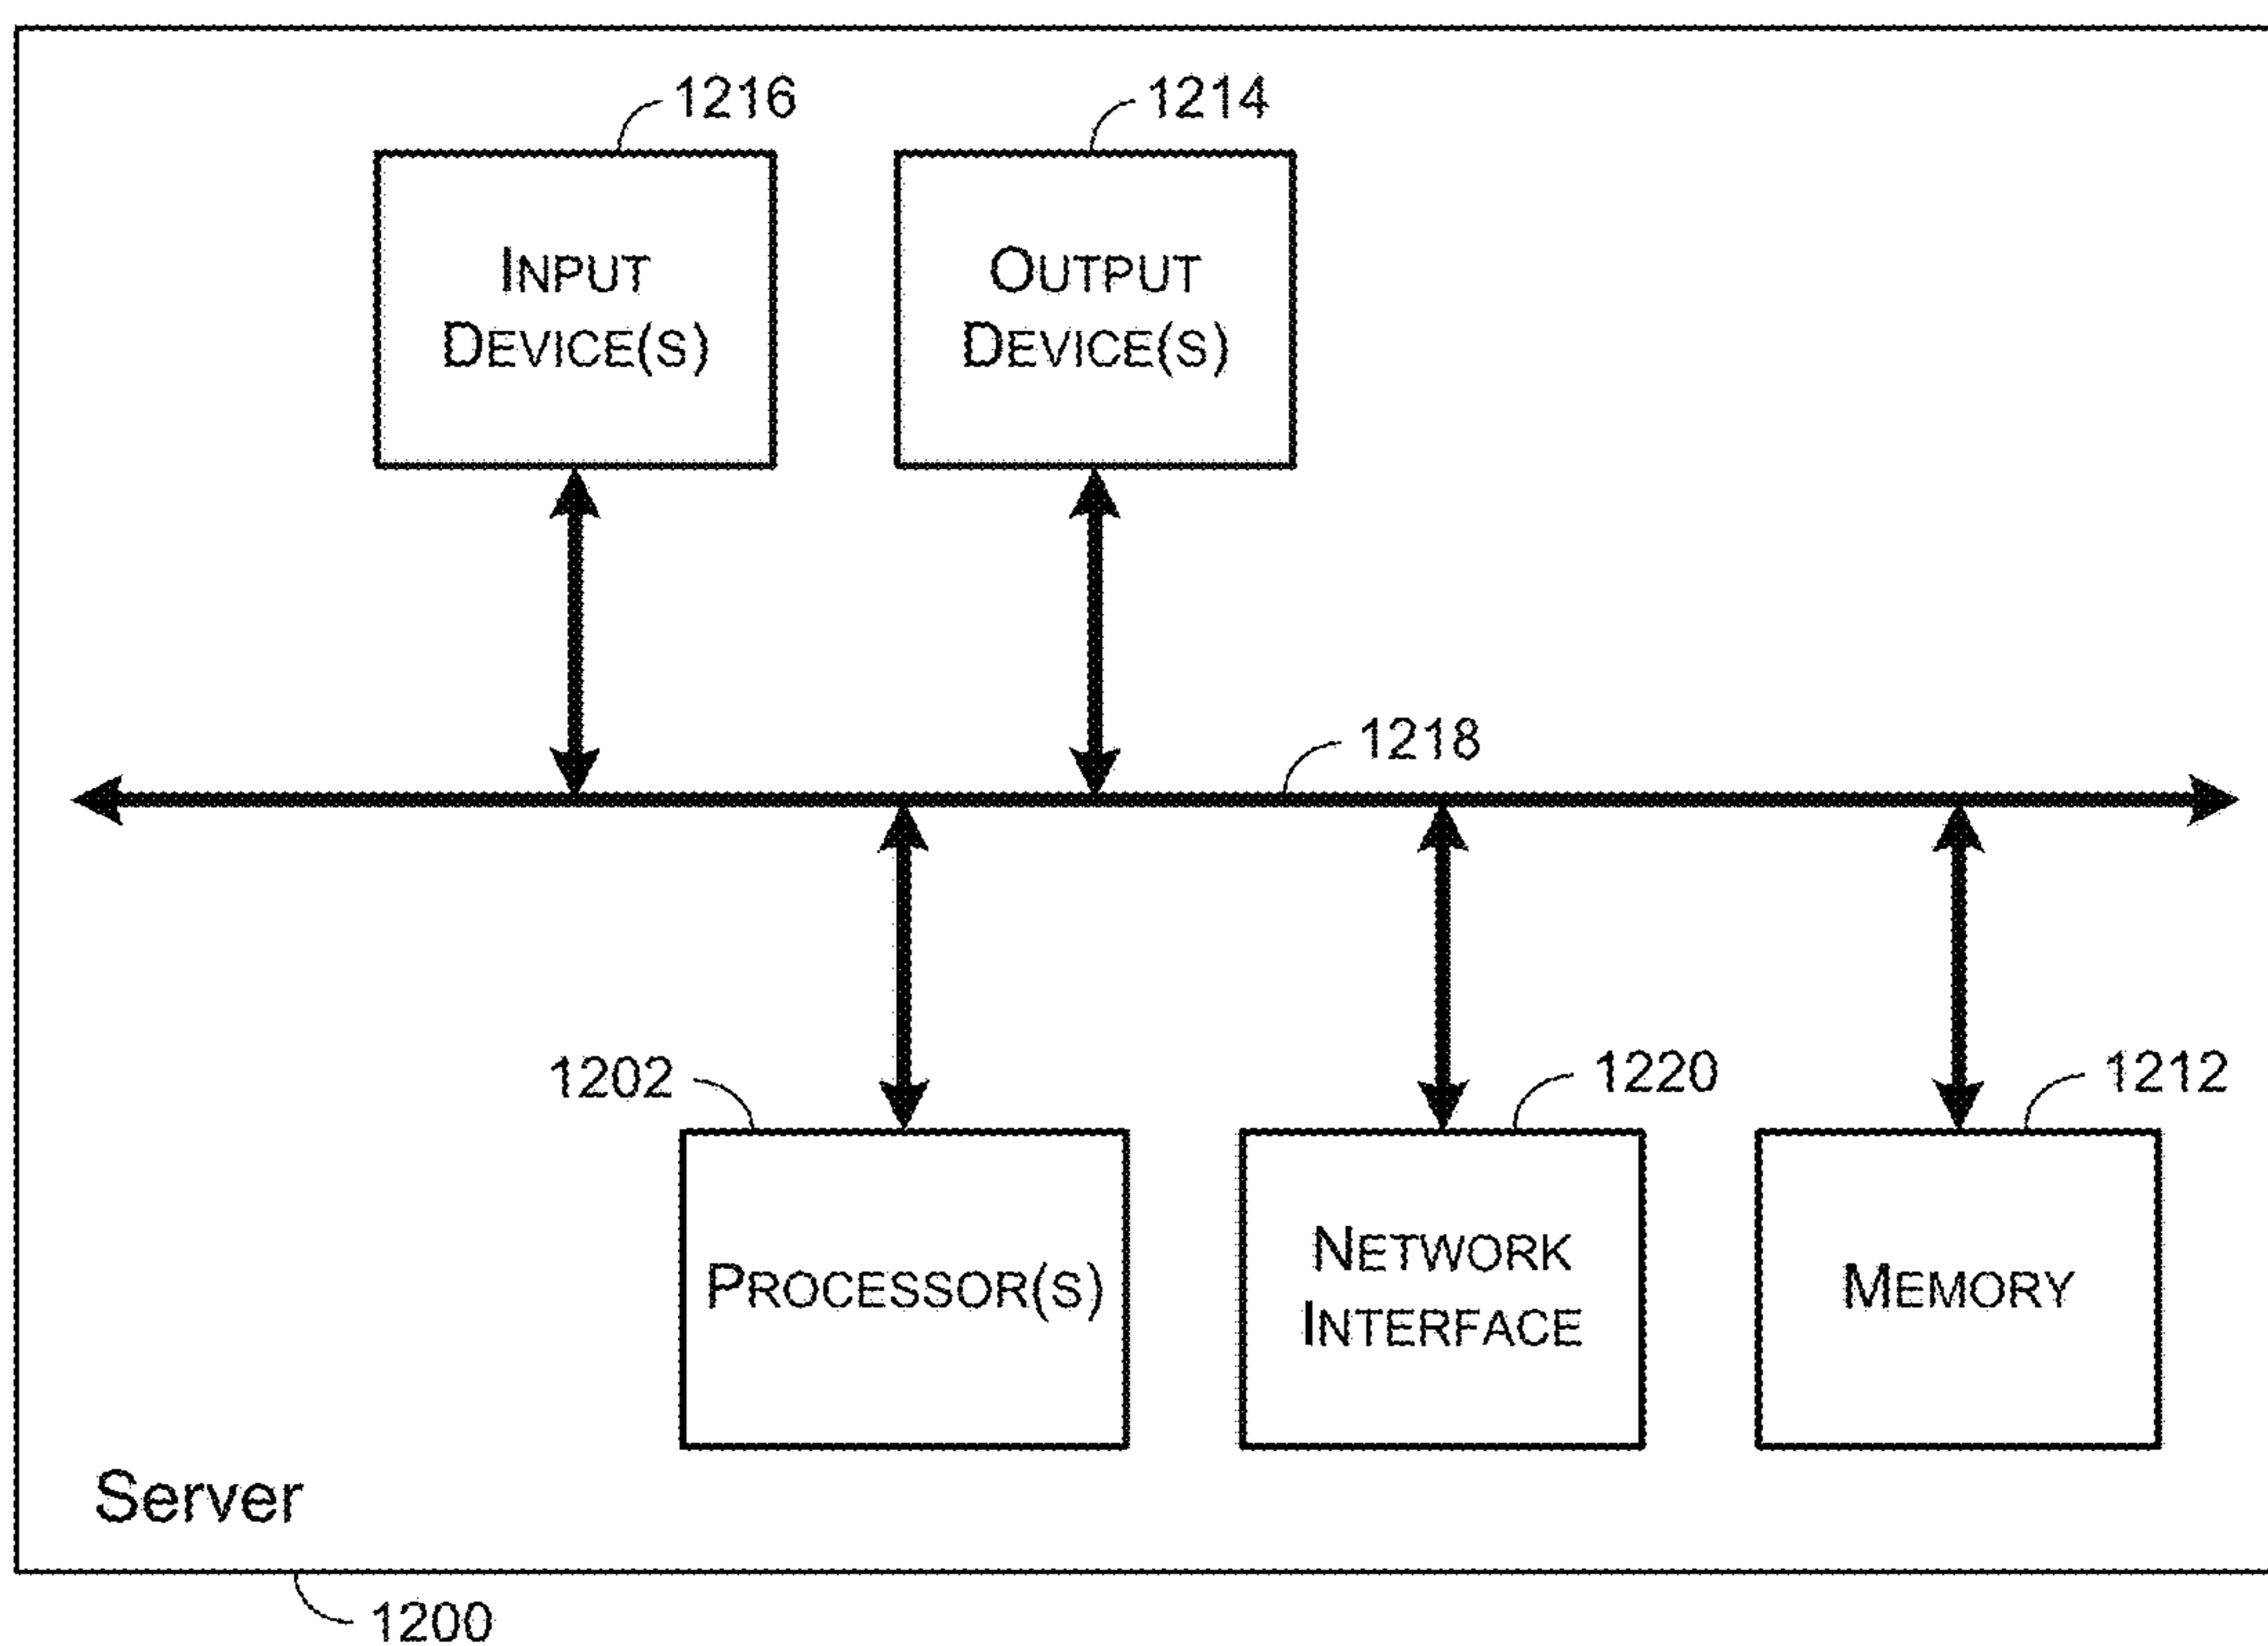 1216
1214
INPUT
DEVICE(S)
OUTPUT
DEVICE(S)
1218
1202
1220
1212
PROCESSOR(S)
NETWORK
INTERFACE
MEMORY
Server
1200